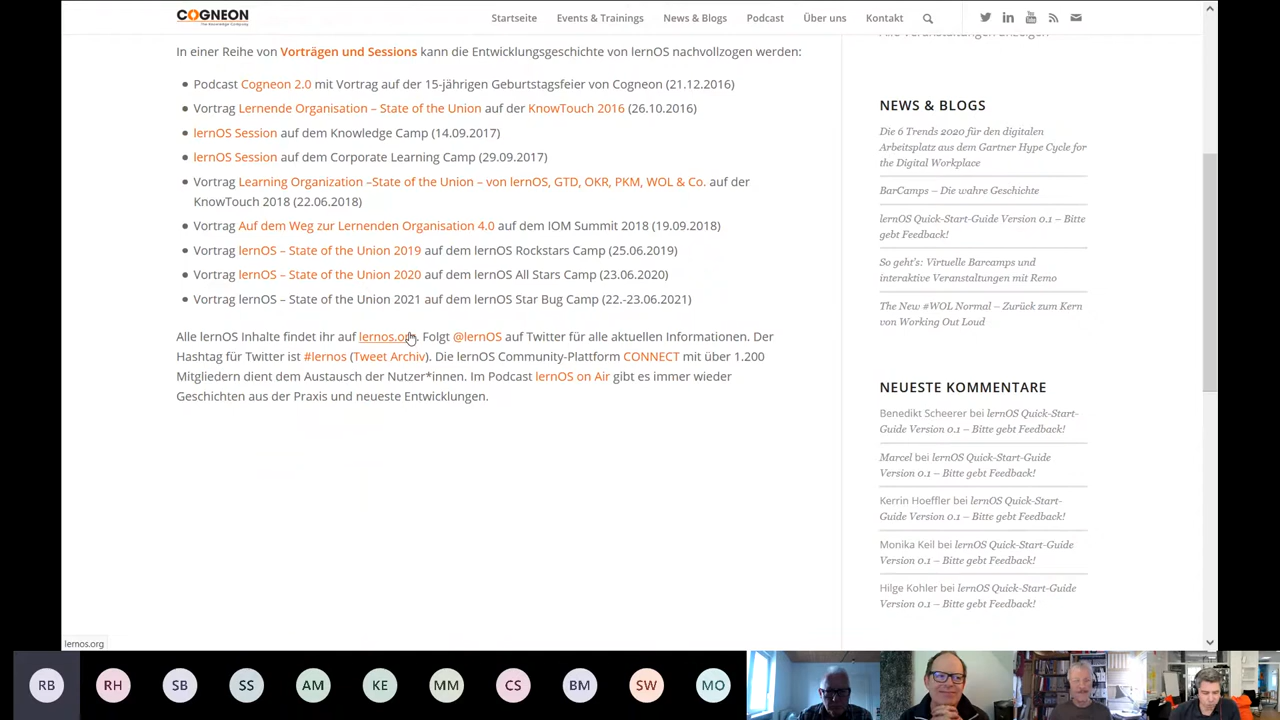 COGNEON
Startseite Events & Trainings News & Blogs Podcast Über uns Kontakt
In einer Reihe von Vorträgen und Sessions kann die Entwicklungsgeschichte von lernOS nachvollzogen werden:
Podcast Cogneon 2.0 mit Vortrag auf der 15-jährigen Geburtstagsfeier von Cogneon (21.12.2016)
Vortrag Lernende Organisation – State of the Union auf der KnowTouch 2016 (26.10.2016)
lernOS Session auf dem Knowledge Camp (14.09.2017)
lernOS Session auf dem Corporate Learning Camp (29.09.2017)
Vortrag Learning Organization –State of the Union – von lernOS, GTD, OKR, PKM, WOL & Co. auf der
KnowTouch 2018 (22.06.2018)
Vortrag Auf dem Weg zur Lernenden Organisation 4.0 auf dem IOM Summit 2018 (19.09.2018)
Vortrag lernOS – State of the Union 2019 auf dem lernOS Rockstars Camp (25.06.2019)
Vortrag lernOS – State of the Union 2020 auf dem lernOS All Stars Camp (23.06.2020)
Vortrag lernOS – State of the Union 2021 auf dem lernOS Star Bug Camp (22.-23.06.2021)
Alle lernOS Inhalte findet ihr auf lernos.org. Folgt @lernOS auf Twitter für alle aktuellen Informationen. Der
Hashtag für Twitter ist #lernos (Tweet Archiv). Die lernOS Community-Plattform CONNECT mit über 1.200
Mitgliedern dient dem Austausch der Nutzer*innen. Im Podcast lernOS on Air gibt es immer wieder
Geschichten aus der Praxis und neueste Entwicklungen.
Alle Veranstaltungen anzeigen
NEWS & BLOGS
Die 6 Trends 2020 für den digitalen
Arbeitsplatz aus dem Gartner Hype Cycle for
the Digital Workplace
BarCamps – Die wahre Geschichte
lernOS Quick-Start-Guide Version 0.1 – Bitte
gebt Feedback!
So geht's: Virtuelle Barcamps und
interaktive Veranstaltungen mit Remo
The New #WOL Normal – Zurück zum Kern
von Working Out Loud
NEUESTE KOMMENTARE
Benedikt Scheerer bei lernOS Quick-Start-
Guide Version 0.1 – Bitte gebt Feedback!
Marcel bei lernOS Quick-Start-Guide
Version 0.1 – Bitte gebt Feedback!
Kerrin Hoeffler bei lernOS Quick-Start-
Guide Version 0.1 – Bitte gebt Feedback!
Monika Keil bei lernOS Quick-Start-Guide
Version 0.1 – Bitte gebt Feedback!
Hilge Kohler bei lernOS Quick-Start-Guide
Version 0.1 – Bitte gebt Feedback!
lernos.org
RB RH SB SS AM KE MM CS BM SW MO